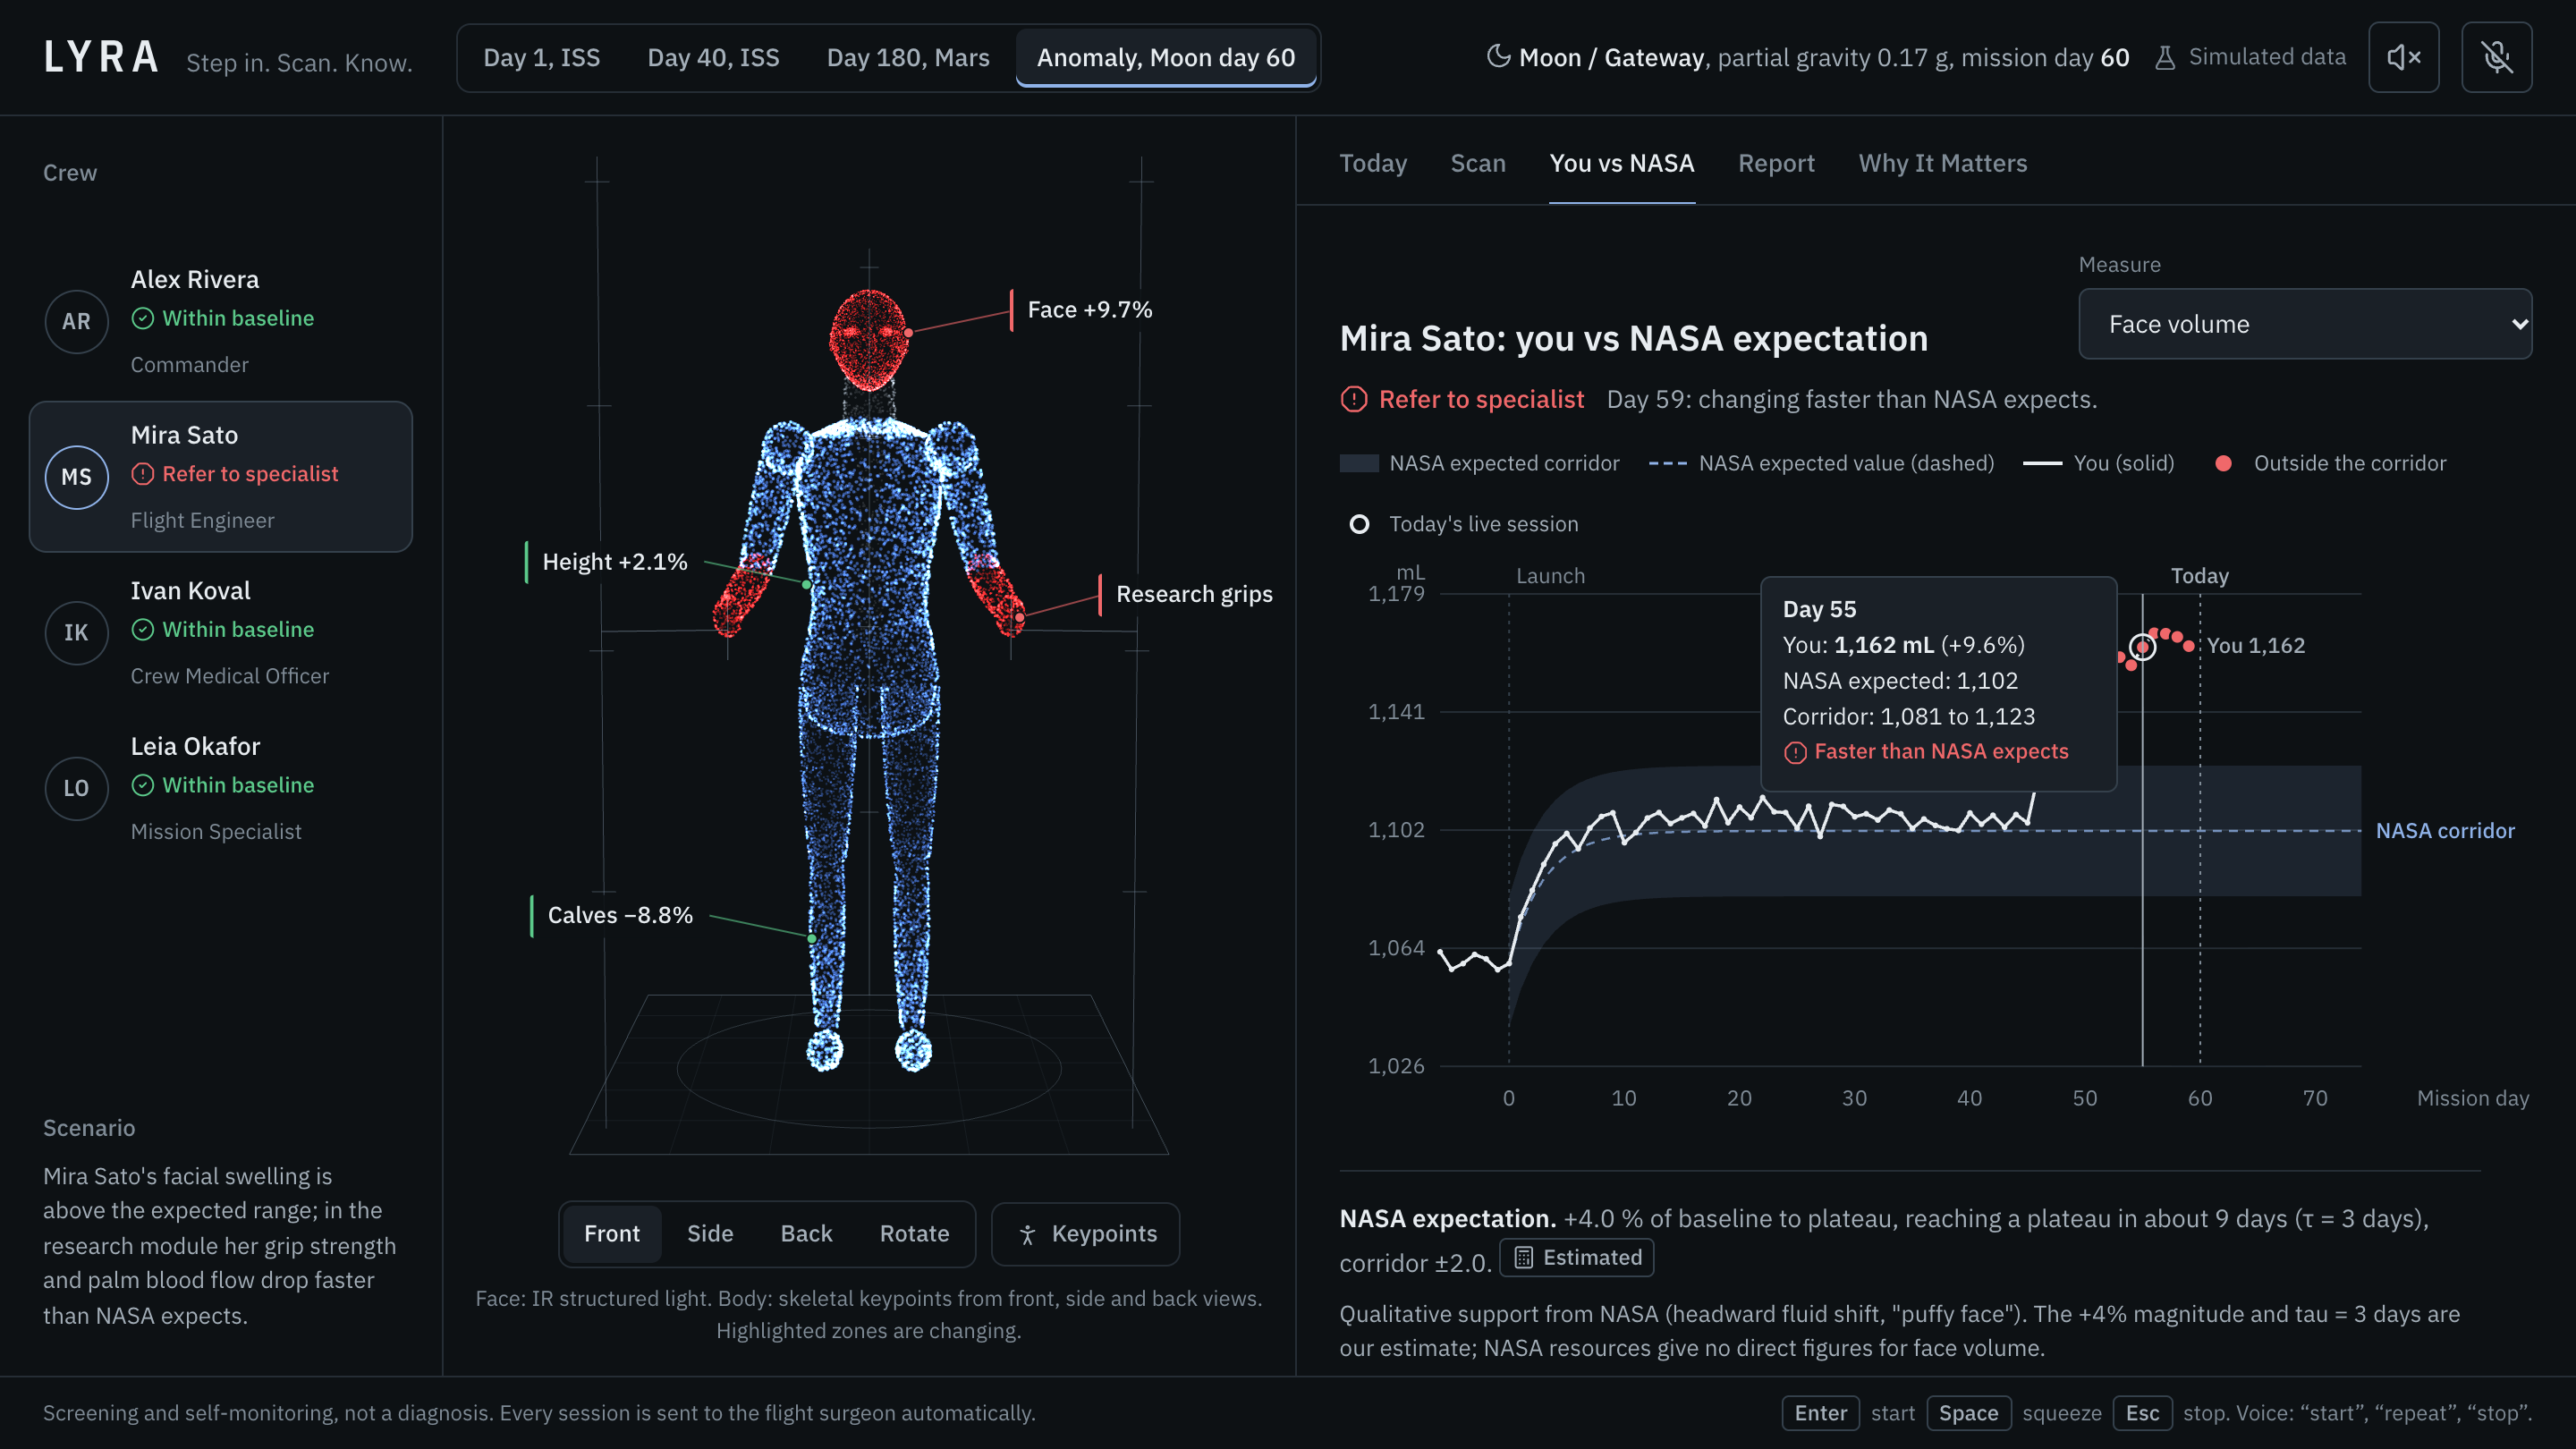 LYRA
Step in. Scan. Know.
Day 1, ISS
Day 40, ISS
Day 180, Mars
Anomaly, Moon day 60
Moon / Gateway, partial gravity 0.17 g, mission day 60
Simulated data
Crew
AR
Alex Rivera
Within baseline
Commander
MS
Mira Sato
Refer to specialist
Flight Engineer
IK
Ivan Koval
Within baseline
Crew Medical Officer
LO
Leia Okafor
Within baseline
Mission Specialist
Scenario
Mira Sato's facial swelling is
above the expected range; in the
research module her grip strength
and palm blood flow drop faster
than NASA expects.
Face +9.7%
Height +2.1%
Research grips
Calves −8.8%
Front
Side
Back
Rotate
Keypoints
Face: IR structured light. Body: skeletal keypoints from front, side and back views.
Highlighted zones are changing.
Today
Scan
You vs NASA
Report
Why It Matters
Measure
Face volume
Mira Sato: you vs NASA expectation
Refer to specialist
Day 59: changing faster than NASA expects.
NASA expected corridor
NASA expected value (dashed)
You (solid)
Outside the corridor
Today's live session
mL
Launch
Today
1,179
1,141
1,102
1,064
1,026
Day 55
You: 1,162 mL (+9.6%)
NASA expected: 1,102
Corridor: 1,081 to 1,123
Faster than NASA expects
You 1,162
NASA corridor
0
10
20
30
40
50
60
70
Mission day
NASA expectation. +4.0 % of baseline to plateau, reaching a plateau in about 9 days (τ = 3 days),
corridor ±2.0.
Estimated
Qualitative support from NASA (headward fluid shift, "puffy face"). The +4% magnitude and tau = 3 days are
our estimate; NASA resources give no direct figures for face volume.
Screening and self-monitoring, not a diagnosis. Every session is sent to the flight surgeon automatically.
Enter start Space squeeze Esc stop. Voice: “start”, “repeat”, “stop”.